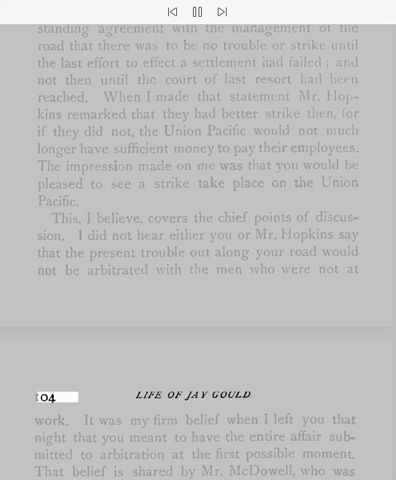 standing agreement with the management of the
road that there was to be no trouble or strike until
the last effort to effect a settlement had failed ; and
not then until the court of last resort had been
reached. When I made that statement Mr. Hop-
kins remarked that they had better strike then, for
if they did not, the Union Pacific would not much
longer have sufficient money to pay their employees.
The impression made on me was that you would be
pleased to see a strike take place on the Union
Pacific.
This, I believe, covers the chief points of discus-
sion. I did not hear either you or Mr. Hopkins say
that the present trouble out along your road would
not be arbitrated with the men who were not at
104 LIFE OF JAY GOULD.
work. It was my firm belief when I left you that
night that you meant to have the entire affair sub-
mitted to arbitration at the first possible moment.
That belief is shared by Mr. McDowell, who was